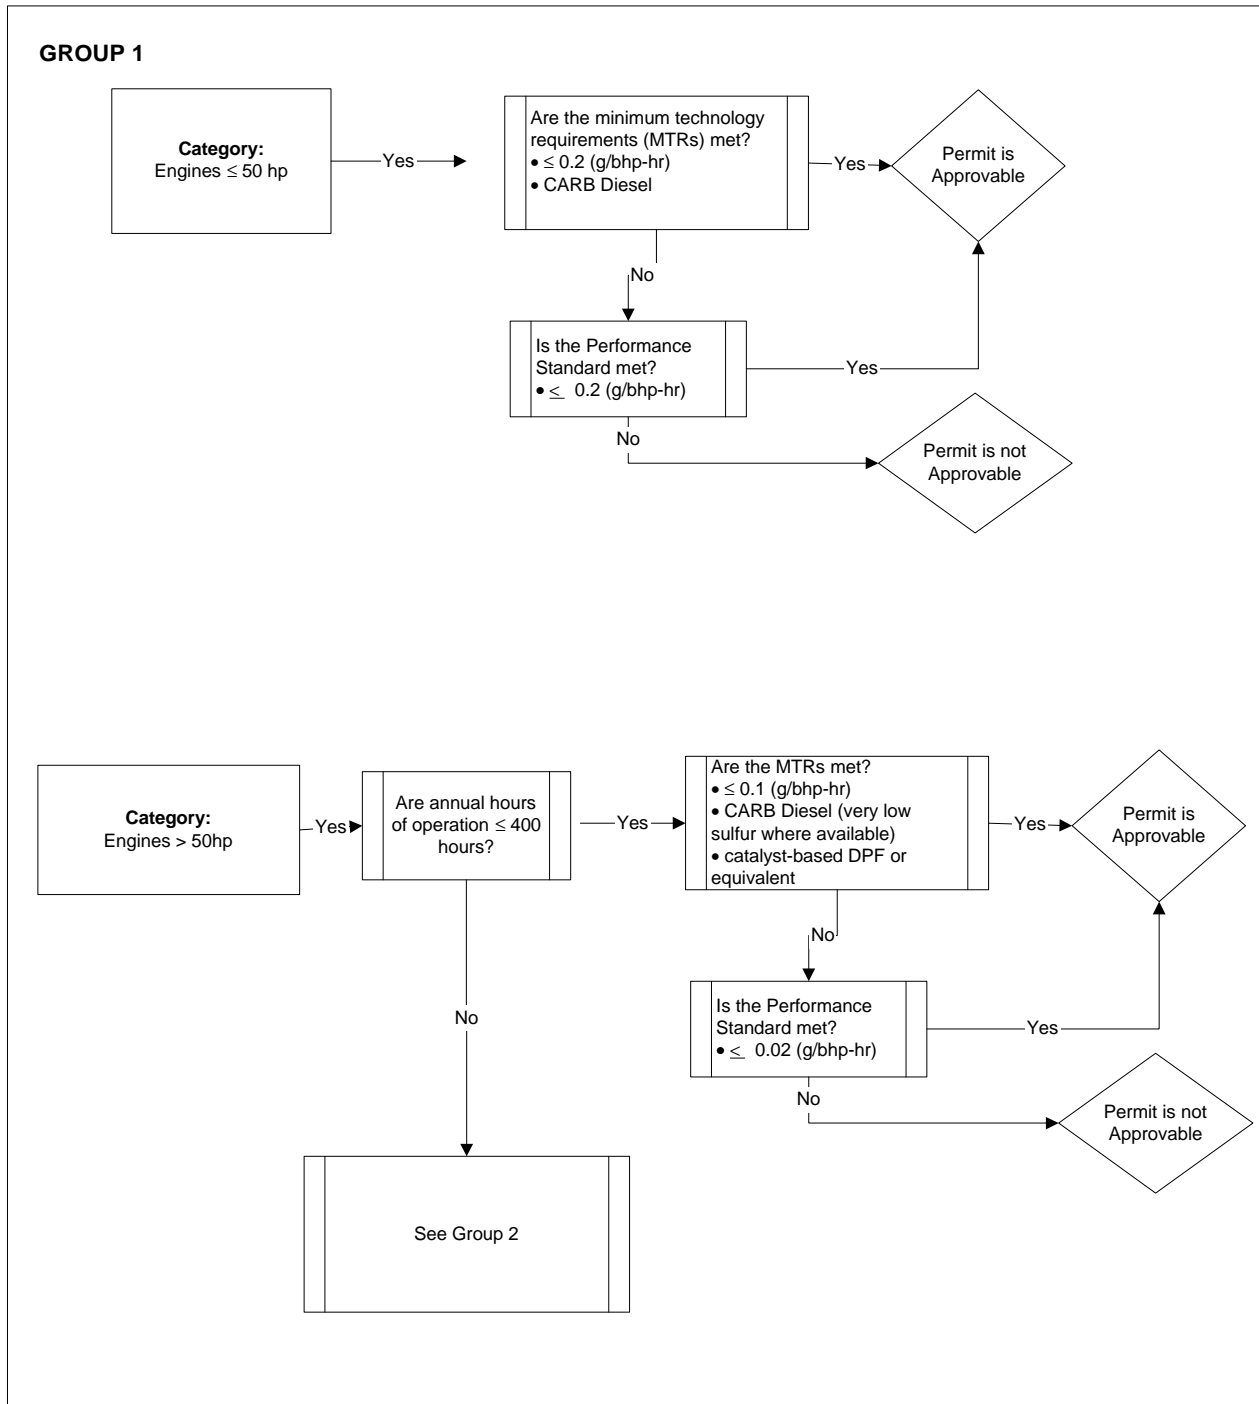 GROUP 1
Category:
Engines ≤ 50 hp
Yes
Are the minimum technology
requirements (MTRs) met?
• ≤ 0.2 (g/bhp-hr)
• CARB Diesel
Yes
Permit is
Approvable
No
Is the Performance
Standard met?
• ≤ 0.2 (g/bhp-hr)
Yes
No
Permit is not
Approvable
Category:
Engines > 50hp
Yes
Are annual hours
of operation ≤ 400
hours?
Yes
Are the MTRs met?
• ≤ 0.1 (g/bhp-hr)
• CARB Diesel (very low
sulfur where available)
• catalyst-based DPF or
equivalent
Yes
Permit is
Approvable
No
Is the Performance
Standard met?
• ≤ 0.02 (g/bhp-hr)
Yes
No
Permit is not
Approvable
No
See Group 2